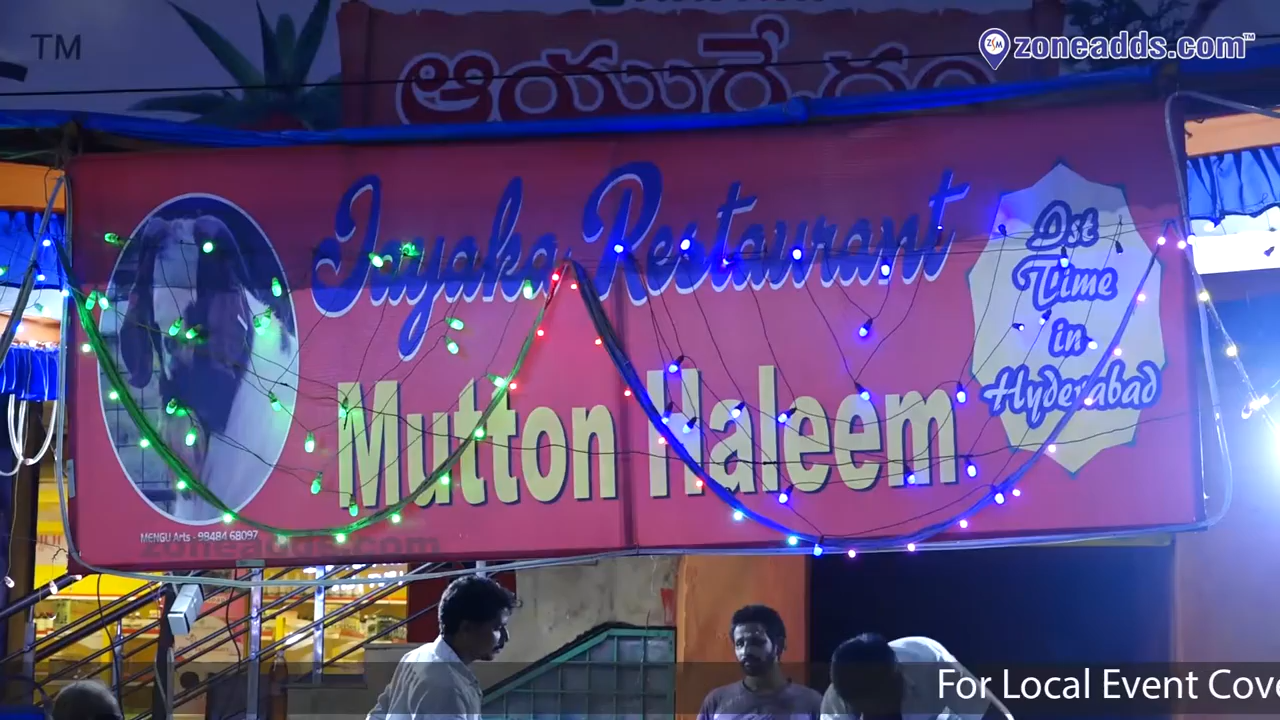 TM
zoneadds.com™
Jayaka Restaurant
Mutton Haleem
Ist
Time
in
Hyderabad
MENGU Arts - 98484 68097
zoneadds.com
For Local Event Cove